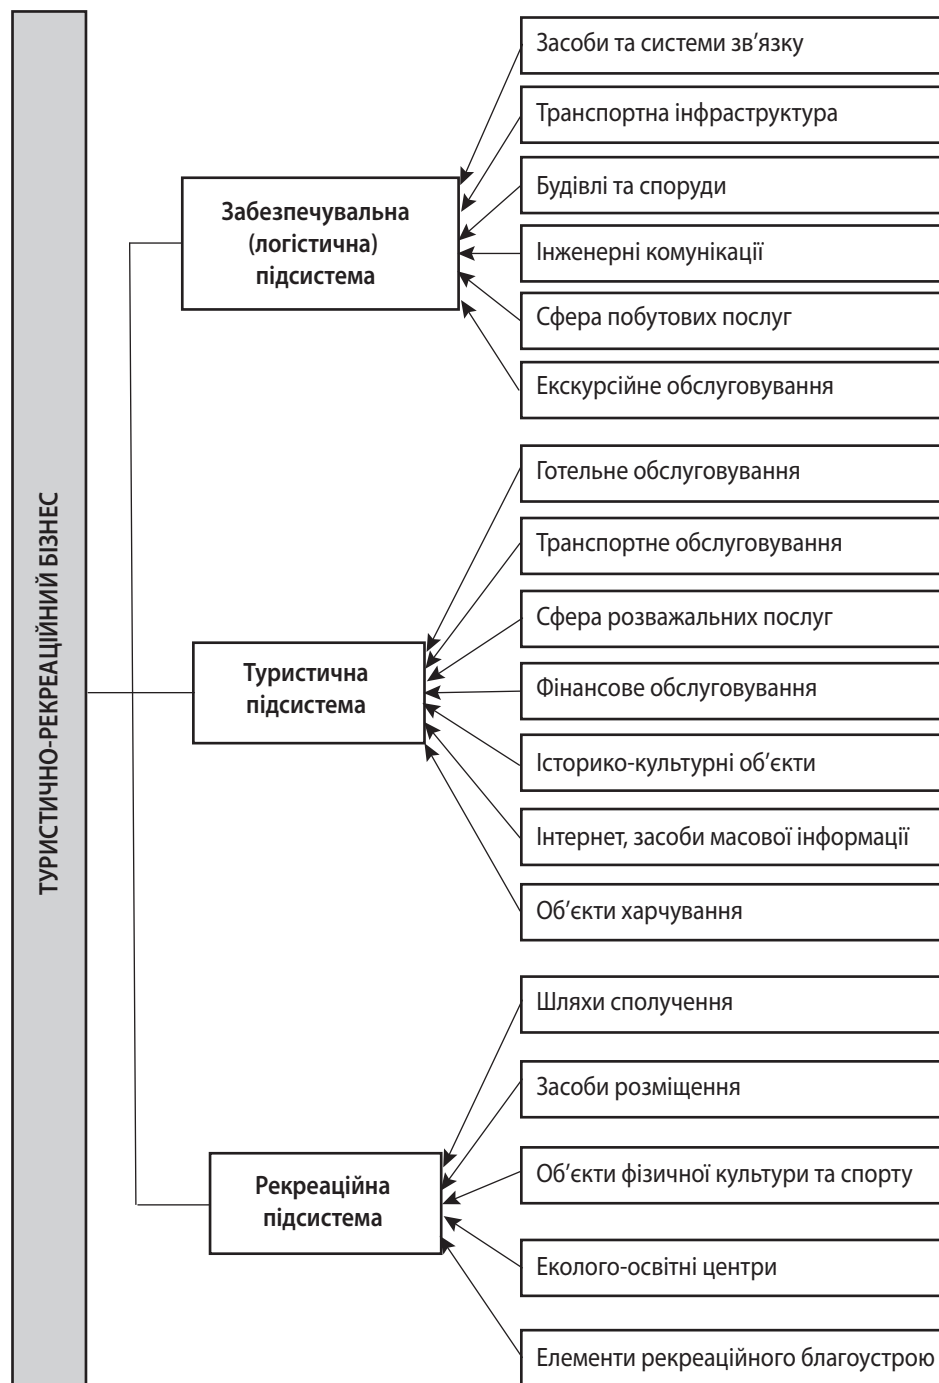 ТУРИСТИЧНО-РЕКРЕАЦІЙНИЙ БІЗНЕС
Забезпечувальна
(логістична)
підсистема
Засоби та системи зв’язку
Транспортна інфраструктура
Будівлі та споруди
Інженерні комунікації
Сфера побутових послуг
Екскурсійне обслуговування
Туристична
підсистема
Готельне обслуговування
Транспортне обслуговування
Сфера розважальних послуг
Фінансове обслуговування
Історико-культурні об’єкти
Інтернет, засоби масової інформації
Об’єкти харчування
Рекреаційна
підсистема
Шляхи сполучення
Засоби розміщення
Об’єкти фізичної культури та спорту
Еколого-освітні центри
Елементи рекреаційного благоустрою